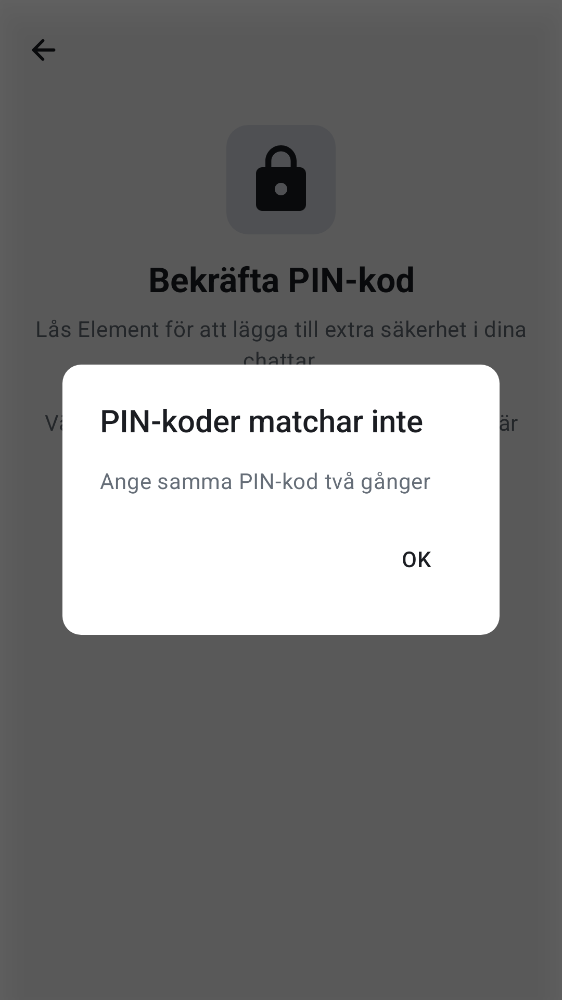 Bekräfta PIN-kod
Lås Element för att lägga till extra säkerhet i dina
chattar
PIN-koder matchar inte
Ange samma PIN-kod två gånger
OK